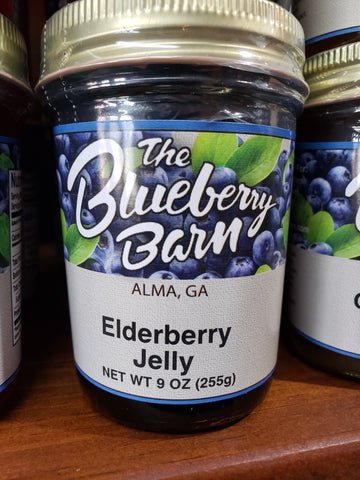 The
Blueberry
Barn
ALMA, GA
Elderberry
Jelly
NET WT 9 OZ (255g)